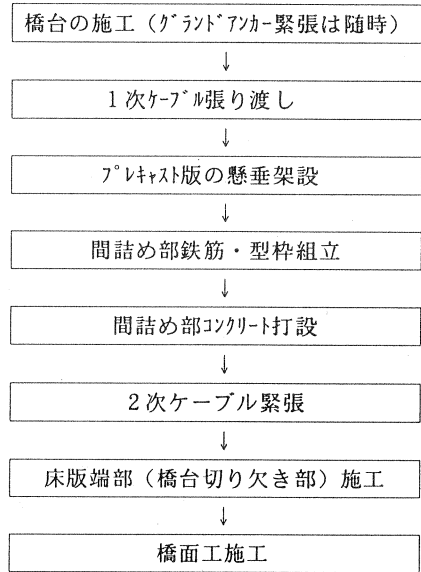 橋台の施工（グランドアンカー緊張は随時）
↓
1次ケーブル張り渡し
↓
プレキャスト版の懸垂架設
↓
間詰め部鉄筋・型枠組立
↓
間詰め部コンクリート打設
↓
2次ケーブル緊張
↓
床版端部（橋台切り欠き部）施工
↓
橋面工施工